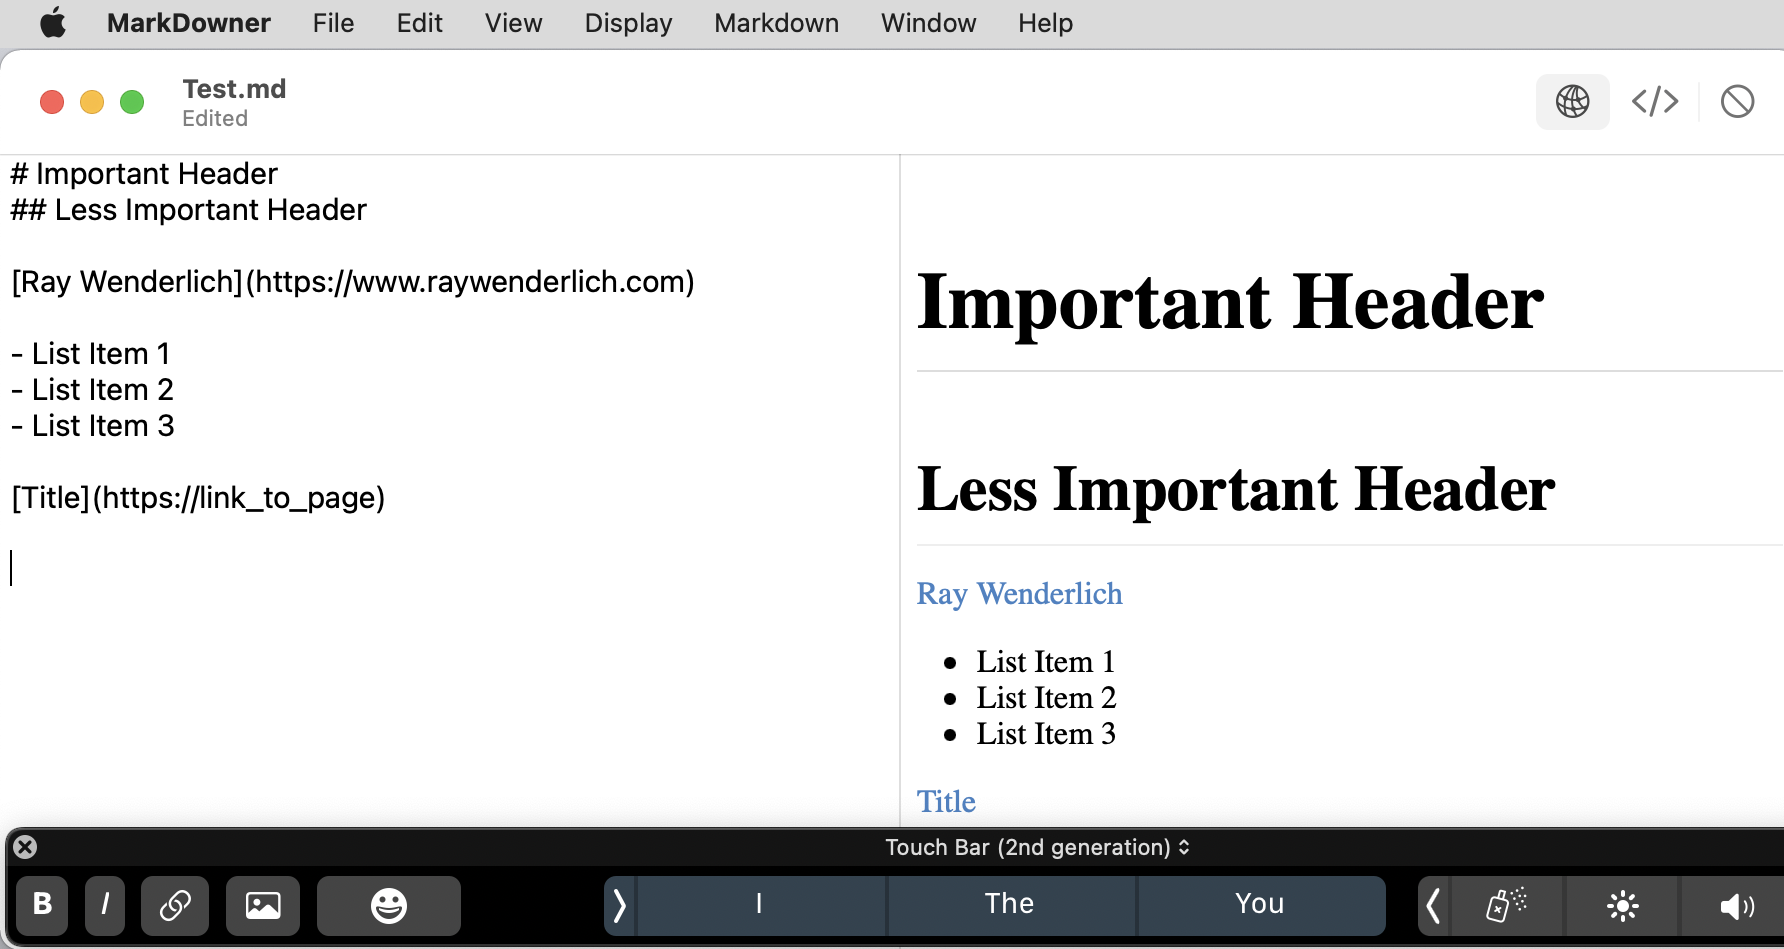 MarkDowner File Edit View Display Markdown Window Help
Test.md
Edited
</>
# Important Header
## Less Important Header
[Ray Wenderlich](https://www.raywenderlich.com)
- List Item 1
- List Item 2
- List Item 3
[Title](https://link_to_page)
Important Header
Less Important Header
Ray Wenderlich
• List Item 1
• List Item 2
• List Item 3
Title
Touch Bar (2nd generation)
B I I The You